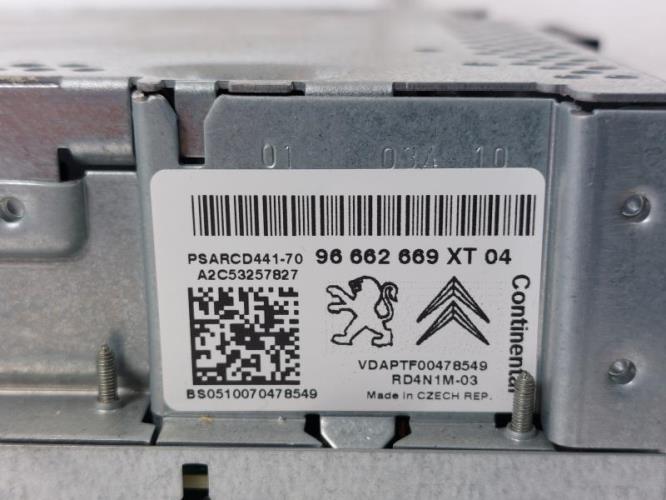 01 03A 10
PSARCD441-70 96 662 669 XT 04
A2C53257827
Continental
VDAPTF00478549
RD4N1M-03
BS0510070478549 Made in CZECH REP.